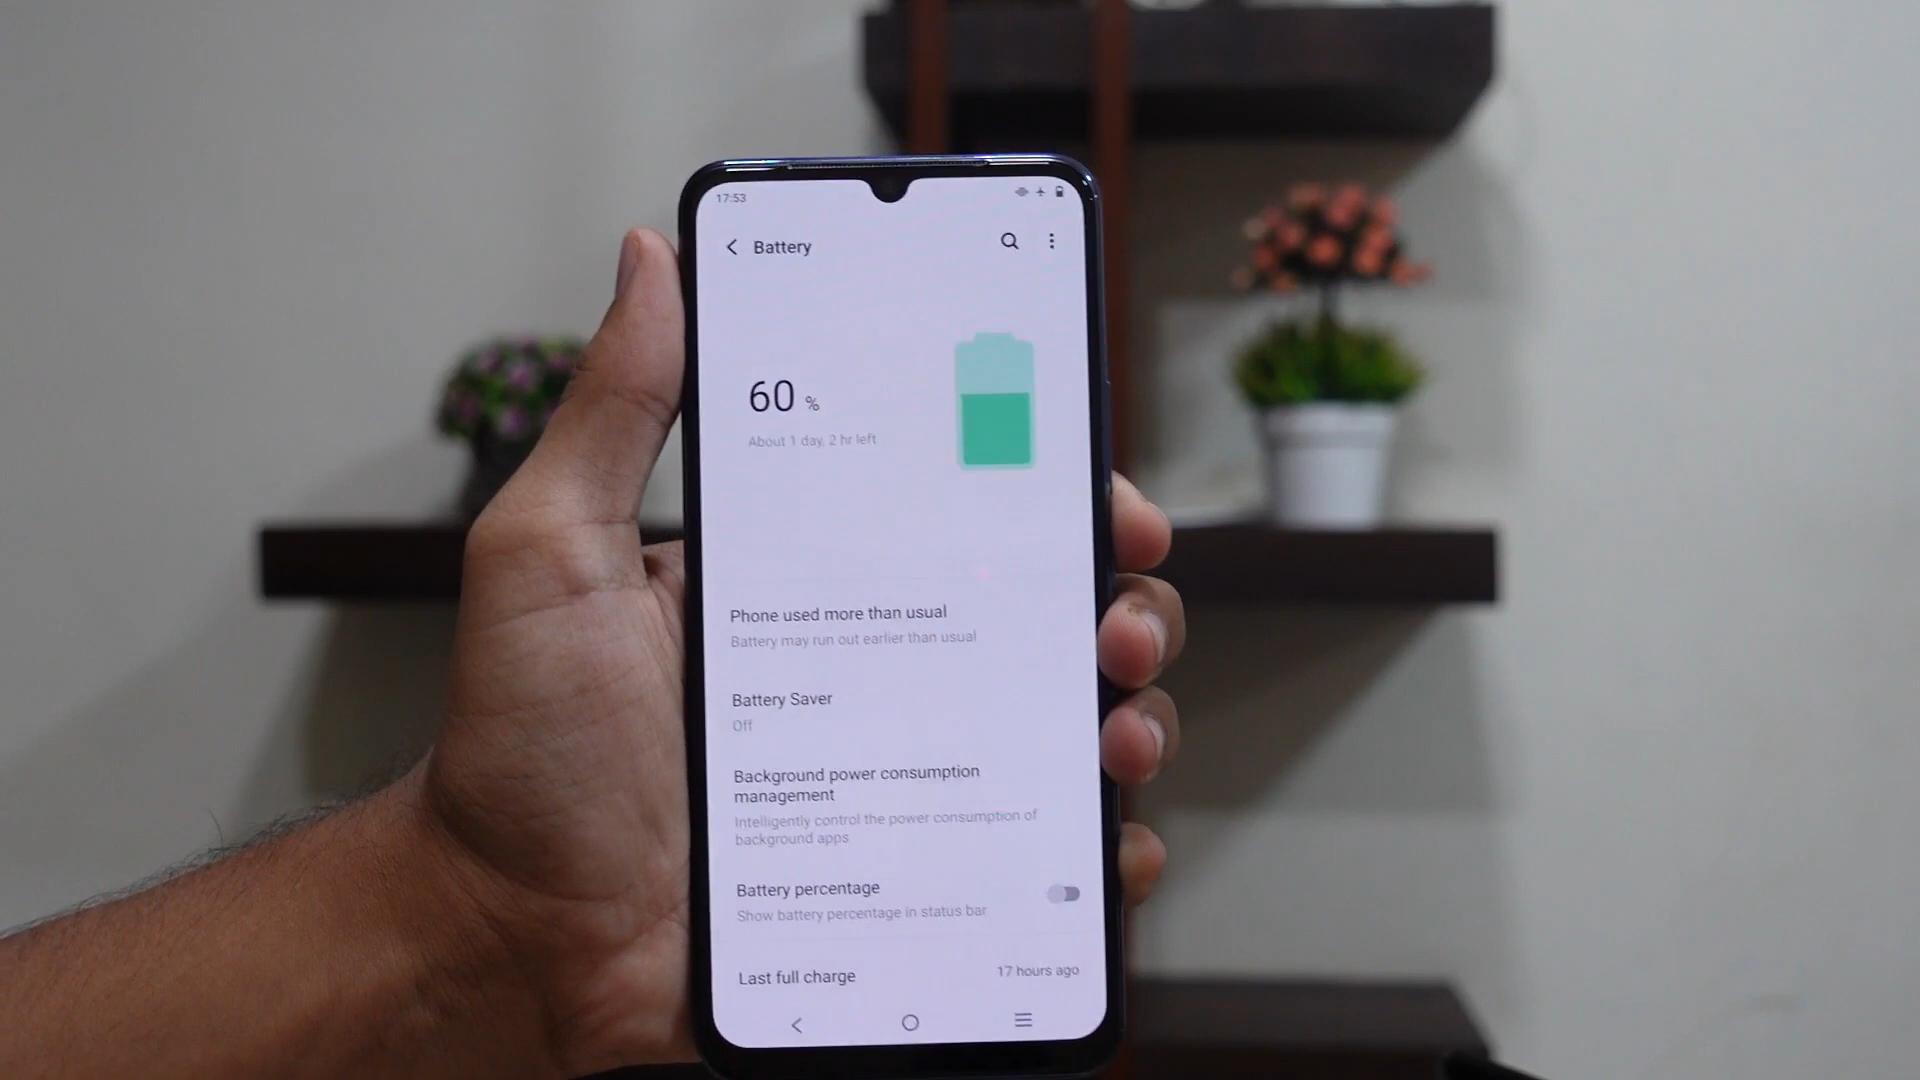 17:53
Battery
60 %
About 1 day, 2 hr left
Phone used more than usual
Battery may run out earlier than usual
Battery Saver
Off
Background power consumption
management
Intelligently control the power consumption of
background apps
Battery percentage
Show battery percentage in status bar
Last full charge
17 hours ago